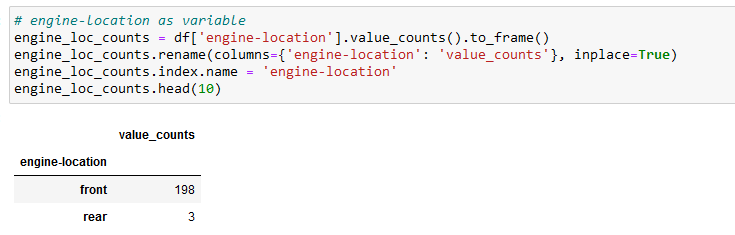 # engine-location as variable
engine_loc_counts = df['engine-location'].value_counts().to_frame()
engine_loc_counts.rename(columns={'engine-location': 'value_counts'}, inplace=True)
engine_loc_counts.index.name = 'engine-location'
engine_loc_counts.head(10)
value_counts
engine-location
front 198
rear 3